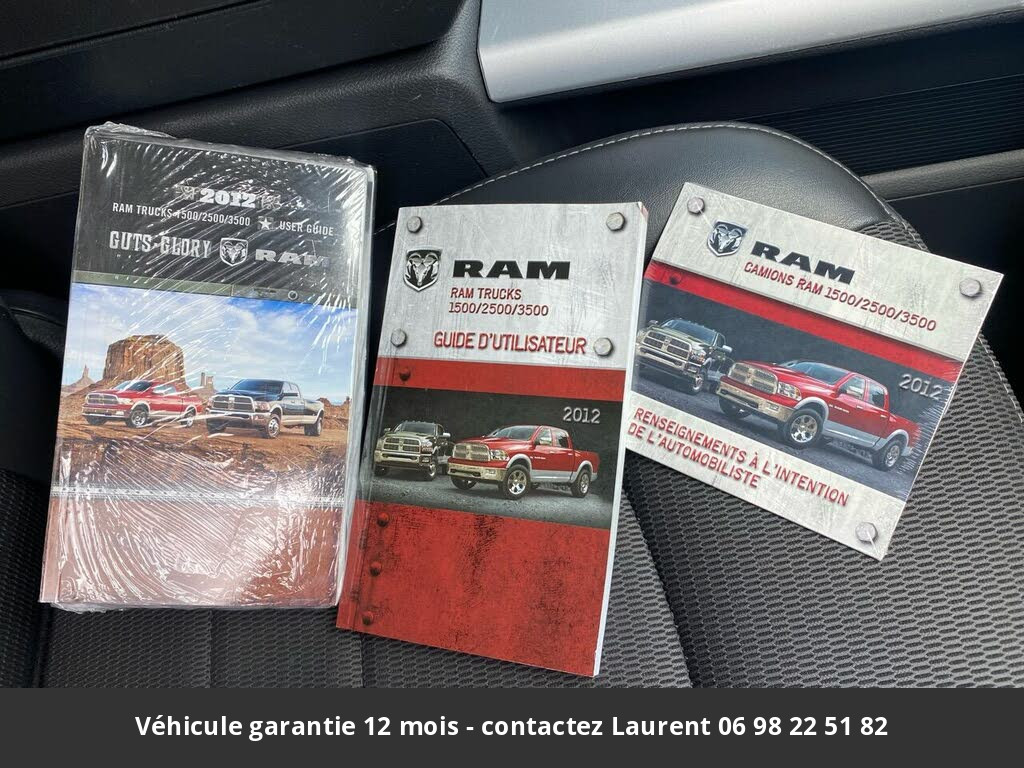 2012
RAM TRUCKS 1500/2500/3500 ★ USER GUIDE
GUTS GLORY RAM
RAM
RAM TRUCKS
1500/2500/3500
GUIDE D'UTILISATEUR
2012
RAM
CAMIONS RAM 1500/2500/3500
2012
RENSEIGNEMENTS À L'INTENTION
DE L'AUTOMOBILISTE
Véhicule garantie 12 mois - contactez Laurent 06 98 22 51 82